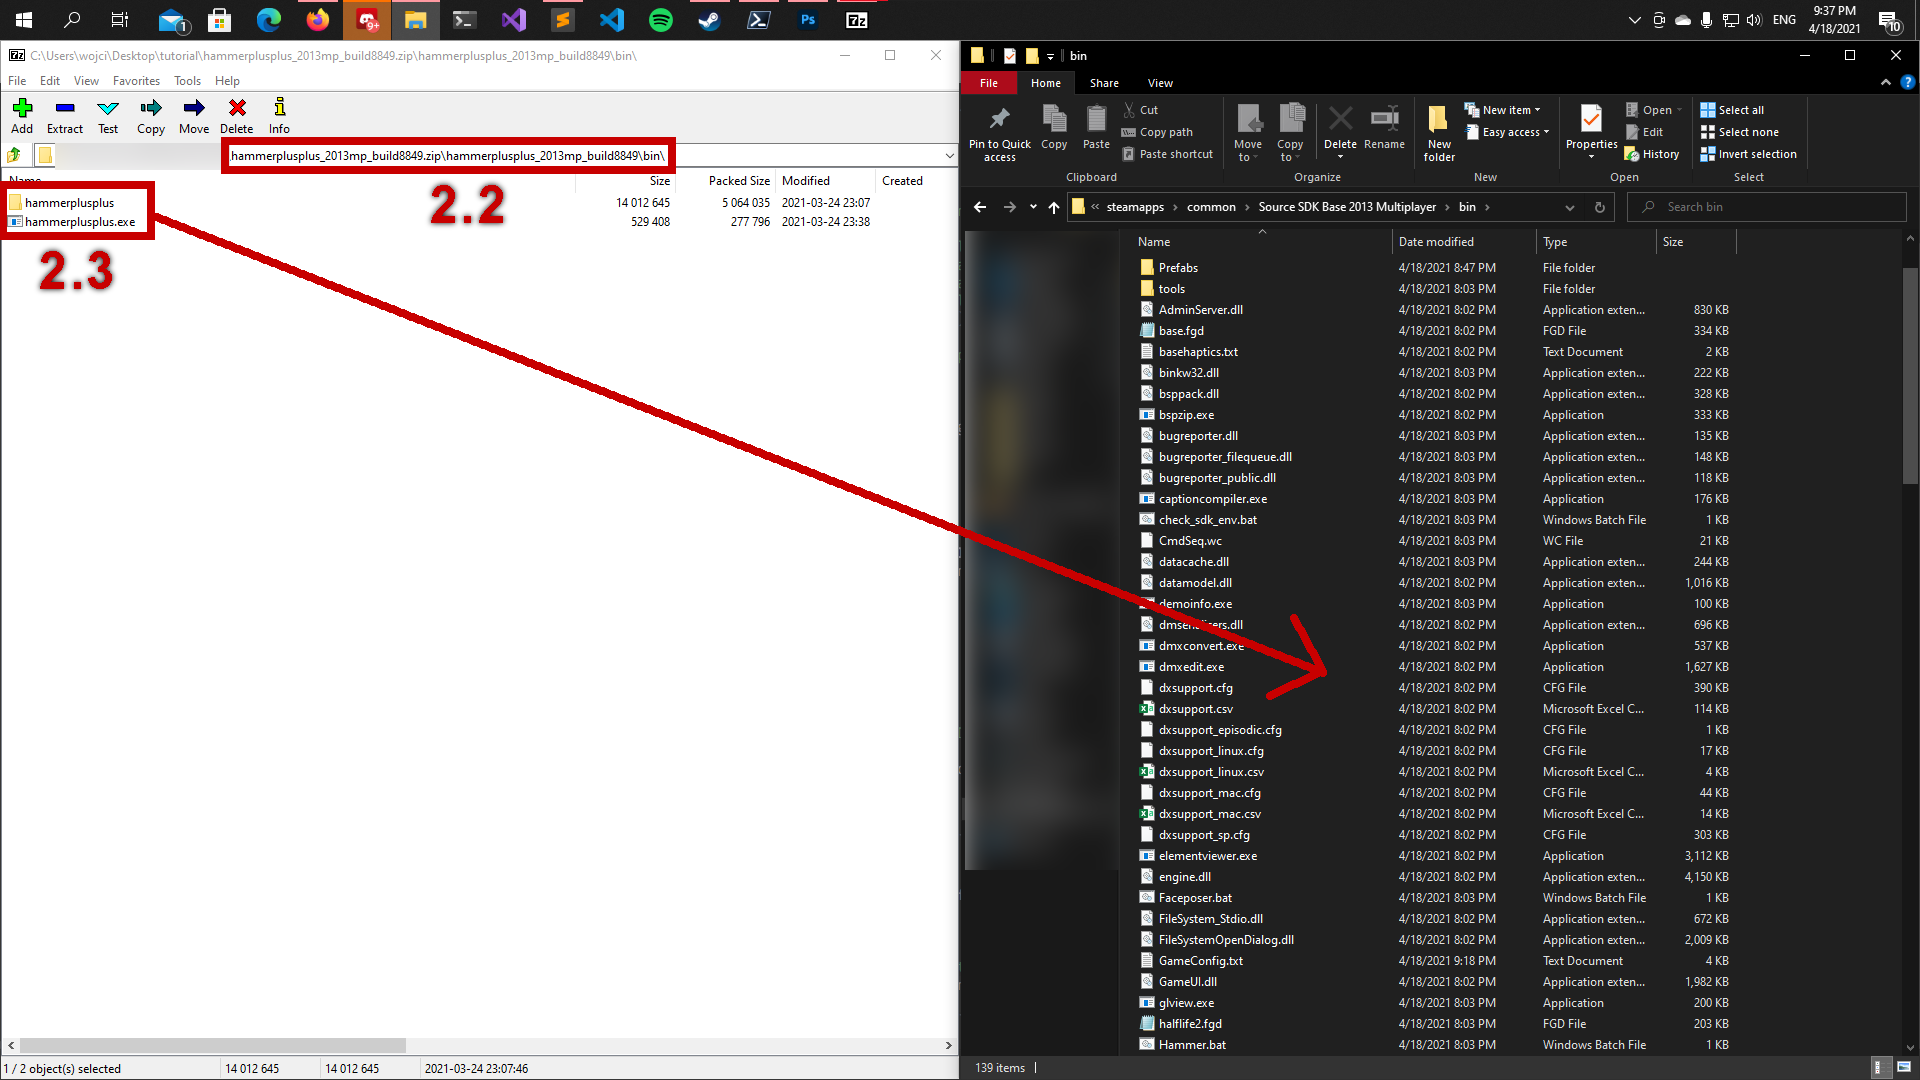 1
9+
7z
Ps
ENG
9:37 PM
4/18/2021
10
7z C:\Users\wojci\Desktop\tutorial\hammerplusplus_2013mp_build8849.zip\hammerplusplus_2013mp_build8849\bin\
File Edit View Favorites Tools Help
Add Extract Test Copy Move Delete Info
hammerplusplus_2013mp_build8849.zip\hammerplusplus_2013mp_build8849\bin\
Name Size Packed Size Modified Created
hammerplusplus 14 012 645 5 064 035 2021-03-24 23:07
hammerplusplus.exe 529 408 277 796 2021-03-24 23:38
2.2
2.3
1 / 2 object(s) selected 14 012 645 14 012 645 2021-03-24 23:07:46
bin
File Home Share View
Pin to Quick access
Copy
Paste
Cut
Copy path
Paste shortcut
Clipboard
Move to
Copy to
Delete
Rename
Organize
New folder
New item
Easy access
New
Properties
Open
Edit
History
Open
Select all
Select none
Invert selection
Select
« steamapps › common › Source SDK Base 2013 Multiplayer › bin ›
Search bin
Name Date modified Type Size
Prefabs 4/18/2021 8:47 PM File folder
tools 4/18/2021 8:03 PM File folder
AdminServer.dll 4/18/2021 8:03 PM Application exten... 830 KB
base.fgd 4/18/2021 8:02 PM FGD File 334 KB
basehaptics.txt 4/18/2021 8:02 PM Text Document 2 KB
binkw32.dll 4/18/2021 8:03 PM Application exten... 222 KB
bsppack.dll 4/18/2021 8:02 PM Application exten... 328 KB
bspzip.exe 4/18/2021 8:02 PM Application 333 KB
bugreporter.dll 4/18/2021 8:03 PM Application exten... 135 KB
bugreporter_filequeue.dll 4/18/2021 8:03 PM Application exten... 148 KB
bugreporter_public.dll 4/18/2021 8:02 PM Application exten... 118 KB
captioncompiler.exe 4/18/2021 8:03 PM Application 176 KB
check_sdk_env.bat 4/18/2021 8:03 PM Windows Batch File 1 KB
CmdSeq.wc 4/18/2021 8:03 PM WC File 21 KB
datacache.dll 4/18/2021 8:03 PM Application exten... 244 KB
datamodel.dll 4/18/2021 8:02 PM Application exten... 1,016 KB
demoinfo.exe 4/18/2021 8:03 PM Application 100 KB
4/18/2021 8:02 PM Application exten... 696 KB
dmxconvert.exe 4/18/2021 8:02 PM Application 537 KB
dmxedit.exe 4/18/2021 8:02 PM Application 1,627 KB
dxsupport.cfg 4/18/2021 8:02 PM CFG File 390 KB
dxsupport.csv 4/18/2021 8:02 PM Microsoft Excel C... 114 KB
dxsupport_episodic.cfg 4/18/2021 8:02 PM CFG File 1 KB
dxsupport_linux.cfg 4/18/2021 8:02 PM CFG File 17 KB
dxsupport_linux.csv 4/18/2021 8:02 PM Microsoft Excel C... 4 KB
dxsupport_mac.cfg 4/18/2021 8:02 PM CFG File 44 KB
dxsupport_mac.csv 4/18/2021 8:02 PM Microsoft Excel C... 14 KB
dxsupport_sp.cfg 4/18/2021 8:02 PM CFG File 303 KB
elementviewer.exe 4/18/2021 8:02 PM Application 3,112 KB
engine.dll 4/18/2021 8:02 PM Application exten... 4,150 KB
Faceposer.bat 4/18/2021 8:02 PM Windows Batch File 1 KB
FileSystem_Stdio.dll 4/18/2021 8:02 PM Application exten... 672 KB
FileSystemOpenDialog.dll 4/18/2021 8:02 PM Application exten... 2,009 KB
GameConfig.txt 4/18/2021 9:18 PM Text Document 4 KB
GameUI.dll 4/18/2021 8:02 PM Application exten... 1,982 KB
glview.exe 4/18/2021 8:03 PM Application 200 KB
halflife2.fgd 4/18/2021 8:03 PM FGD File 203 KB
Hammer.bat 4/18/2021 8:02 PM Windows Batch File 1 KB
139 items